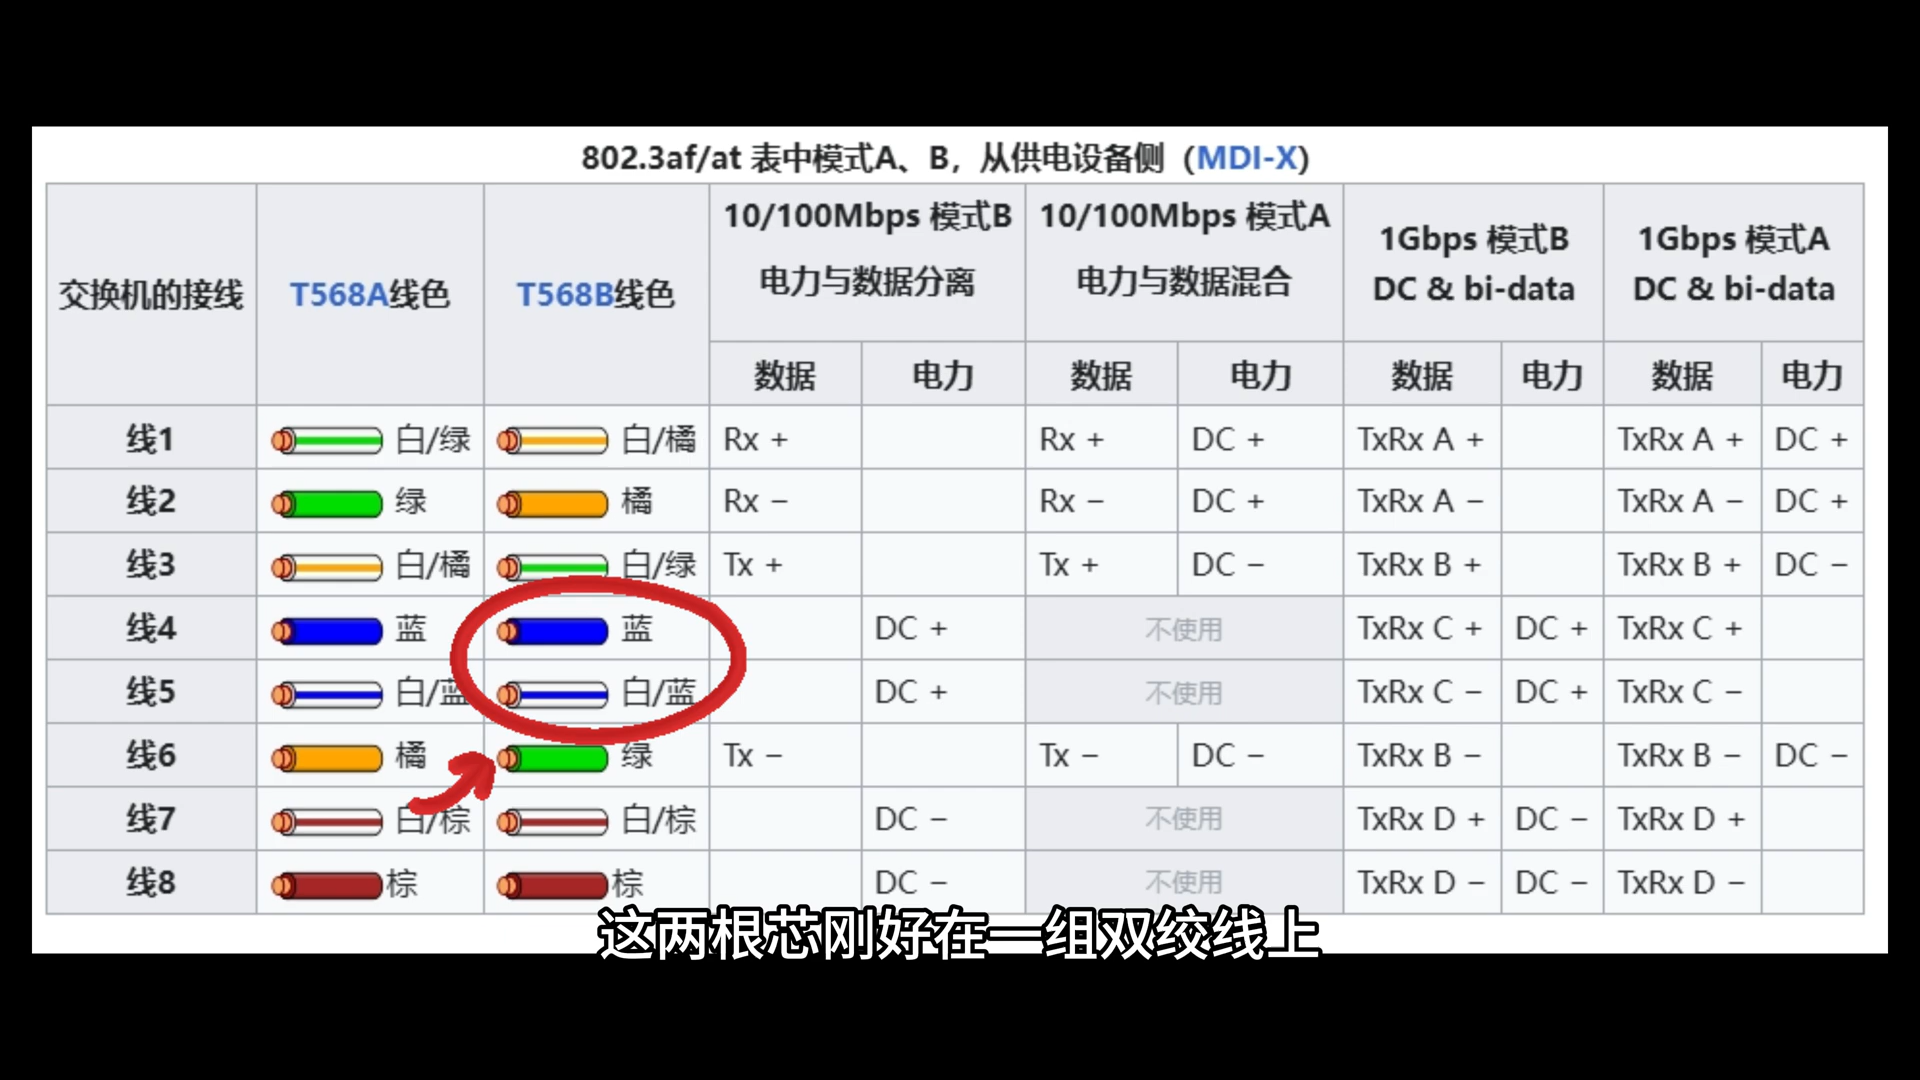 802.3af/at 表中模式A、B，从供电设备侧（MDI-X）
交换机的接线 T568A线色 T568B线色 10/100Mbps 模式B 电力与数据分离 10/100Mbps 模式A 电力与数据混合 1Gbps 模式B DC & bi-data 1Gbps 模式A DC & bi-data
数据 电力 数据 电力 数据 电力 数据 电力
线1 白/绿 白/橘 Rx + Rx + DC + TxRx A + TxRx A + DC +
线2 绿 橘 Rx − Rx − DC + TxRx A − TxRx A − DC +
线3 白/橘 白/绿 Tx + Tx + DC − TxRx B + TxRx B + DC −
线4 蓝 蓝 DC + 不使用 TxRx C + DC + TxRx C +
线5 白/蓝 白/蓝 DC + 不使用 TxRx C − DC + TxRx C −
线6 橘 绿 Tx − Tx − DC − TxRx B − TxRx B − DC −
线7 白/棕 白/棕 DC − 不使用 TxRx D + DC − TxRx D +
线8 棕 棕 DC − 不使用 TxRx D − DC − TxRx D −
这两根芯刚好在一组双绞线上